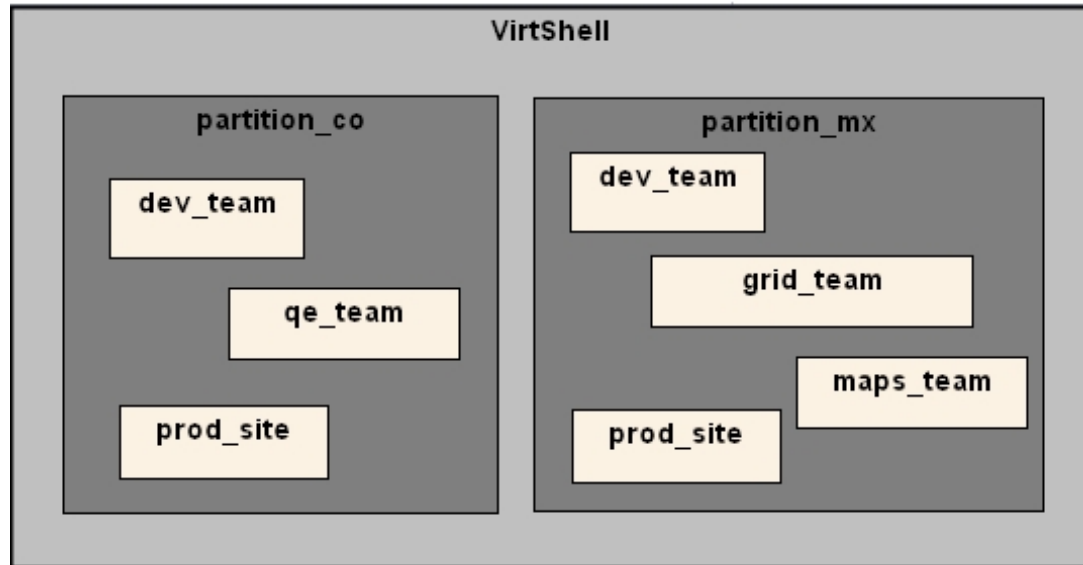 VirtShell
partition_co
dev_team
qe_team
prod_site
partition_mx
dev_team
grid_team
maps_team
prod_site